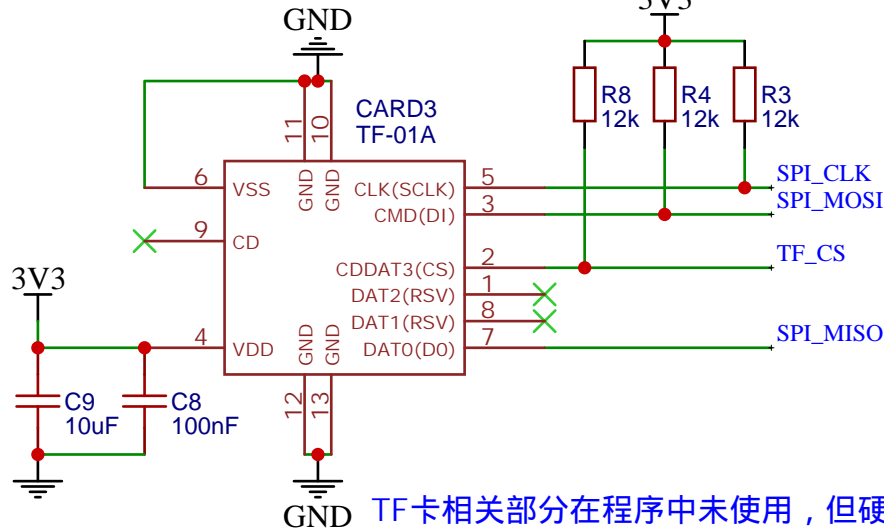 GND
3V3
CARD3
TF-01A
11
10
R8
12k
R4
12k
R3
12k
6
VSS
GND
GND
CLK(SCLK)
5
SPI_CLK
CMD(DI)
3
SPI_MOSI
9
CD
CDDAT3(CS)
2
TF_CS
DAT2(RSV)
1
DAT1(RSV)
8
3V3
4
VDD
GND
GND
DAT0(D0)
7
SPI_MISO
C9
10uF
C8
100nF
12
13
GND
TF卡相关部分在程序中未使用，但硬